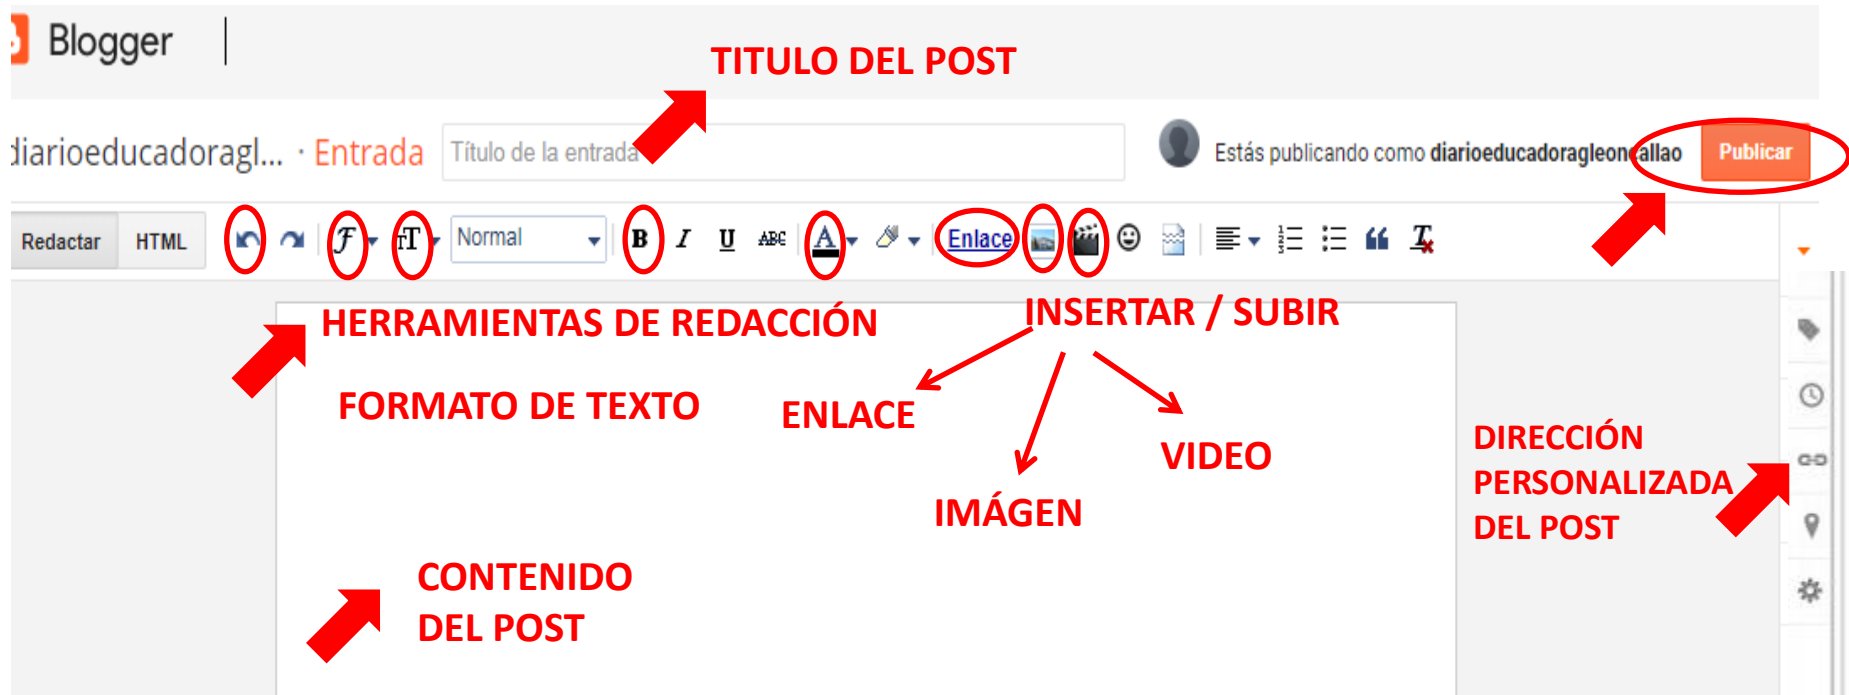 Blogger
TITULO DEL POST
diarioeducadoragl... · Entrada
Título de la entrada
Estás publicando como diarioeducadoragleoncallao
Publicar
Redactar
HTML
F
TT
Normal
B I U ABC A
Enlace
HERRAMIENTAS DE REDACCIÓN
INSERTAR / SUBIR
FORMATO DE TEXTO
ENLACE
VIDEO
IMÁGEN
DIRECCIÓN
PERSONALIZADA
DEL POST
CONTENIDO
DEL POST